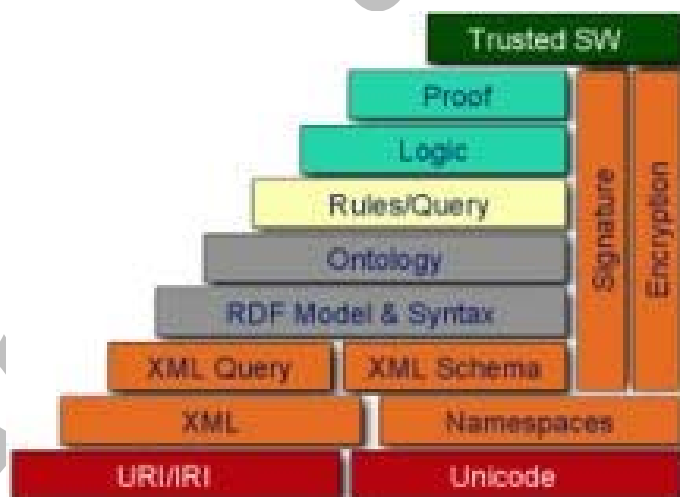 Trusted SW
Proof
Logic
Rules/Query
Ontology
RDF Model & Syntax
XML Query
XML Schema
Signature
Encryption
XML
Namespaces
URI/IRI
Unicode